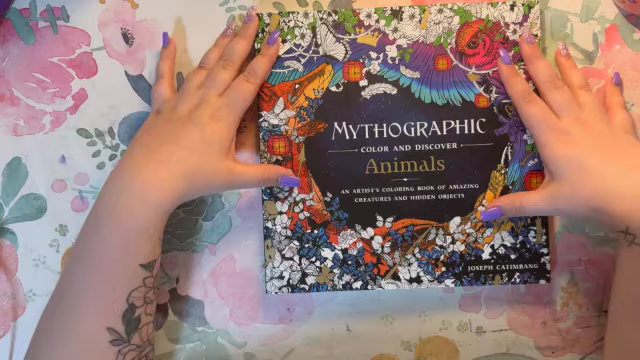 MYTHOGRAPHIC
COLOR AND DISCOVER
Animals
AN ARTIST'S COLORING BOOK OF AMAZING
CREATURES AND HIDDEN OBJECTS
JOSEPH CATIMBANG